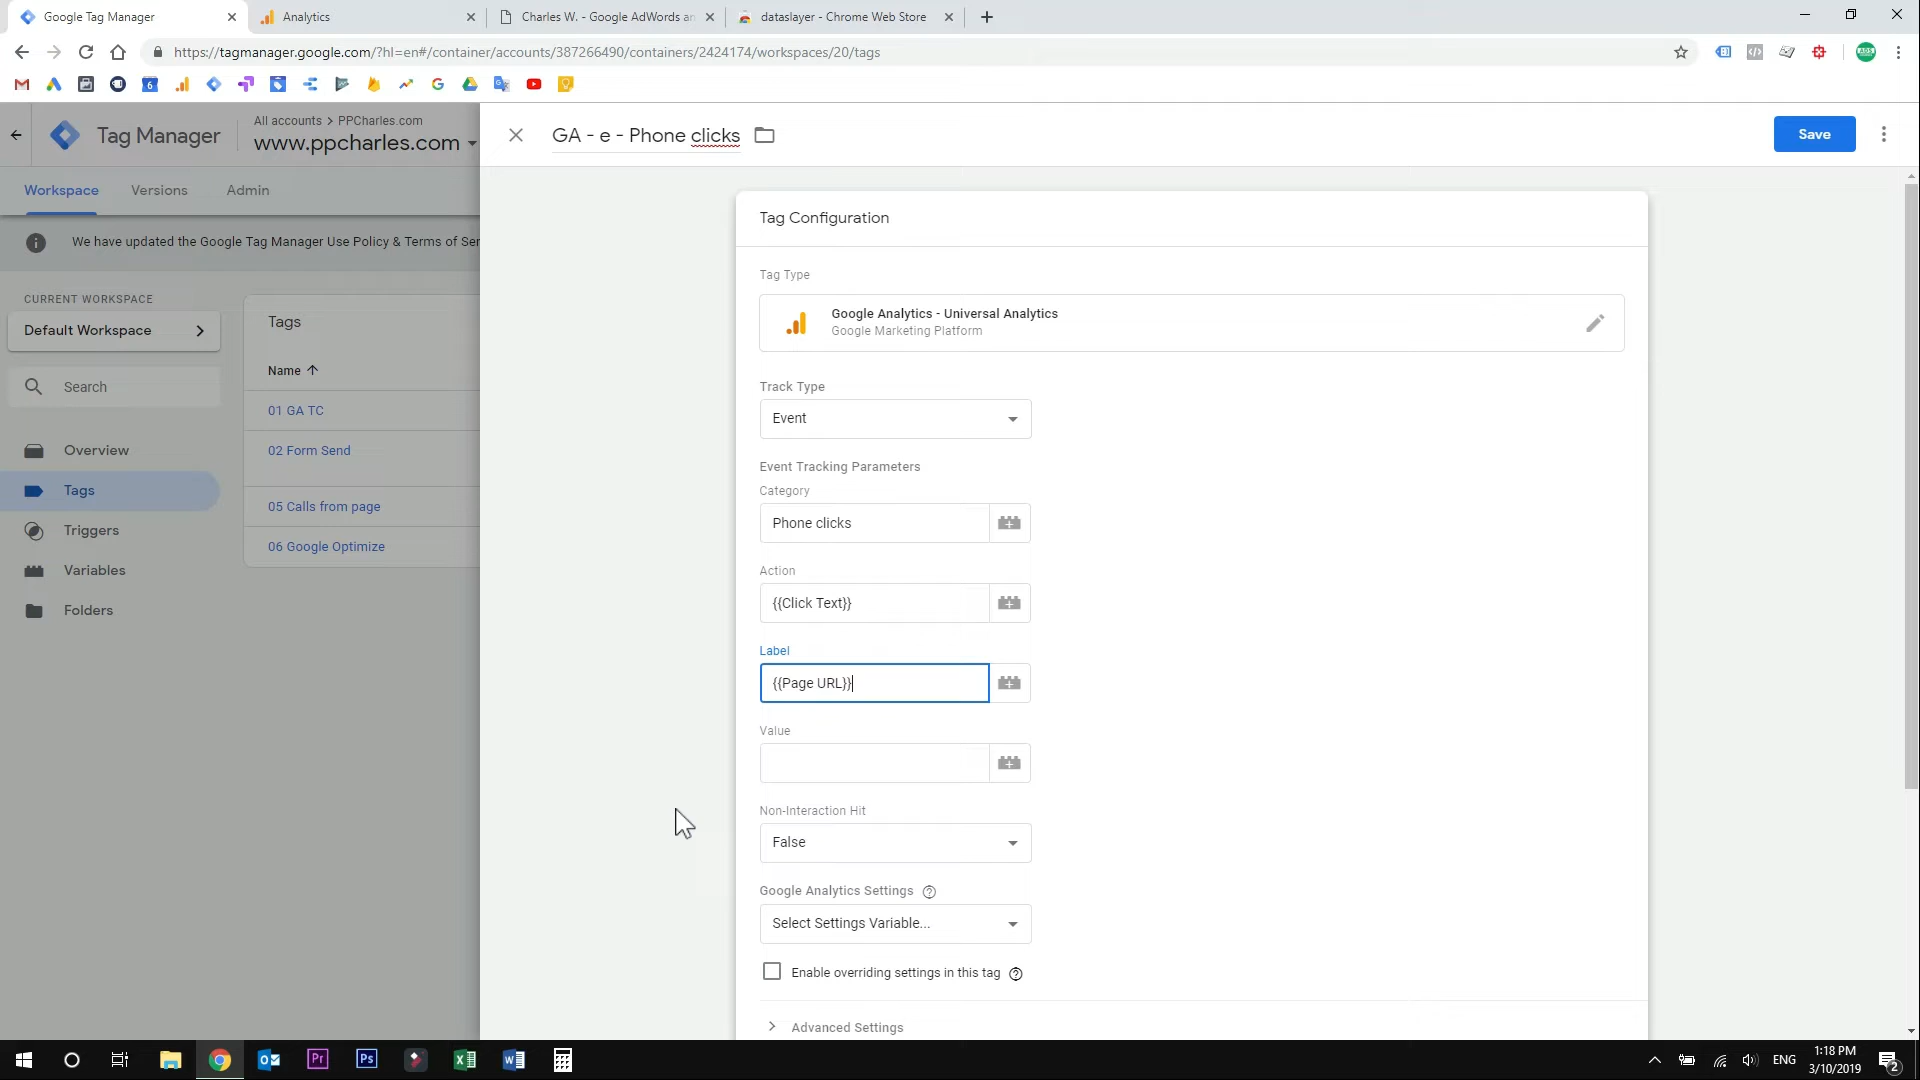 Google Tag Manager
Analytics
Charles W. - Google AdWords an
dataslayer - Chrome Web Store
https://tagmanager.google.com/?hl=en#/container/accounts/387266490/containers/2424174/workspaces/20/tags
Tag Manager
All accounts > PPCharles.com
www.ppcharles.com
GA - e - Phone clicks
Save
Workspace
Versions
Admin
We have updated the Google Tag Manager Use Policy & Terms of Ser
CURRENT WORKSPACE
Default Workspace
Search
Overview
Tags
Triggers
Variables
Folders
Tags
Name
01 GA TC
02 Form Send
05 Calls from page
06 Google Optimize
Tag Configuration
Tag Type
Google Analytics - Universal Analytics
Google Marketing Platform
Track Type
Event
Event Tracking Parameters
Category
Phone clicks
Action
{{Click Text}}
Label
{{Page URL}}
Value
Non-Interaction Hit
False
Google Analytics Settings
Select Settings Variable...
Enable overriding settings in this tag
Advanced Settings
Pr
Ps
ENG
1:18 PM
3/10/2019
2